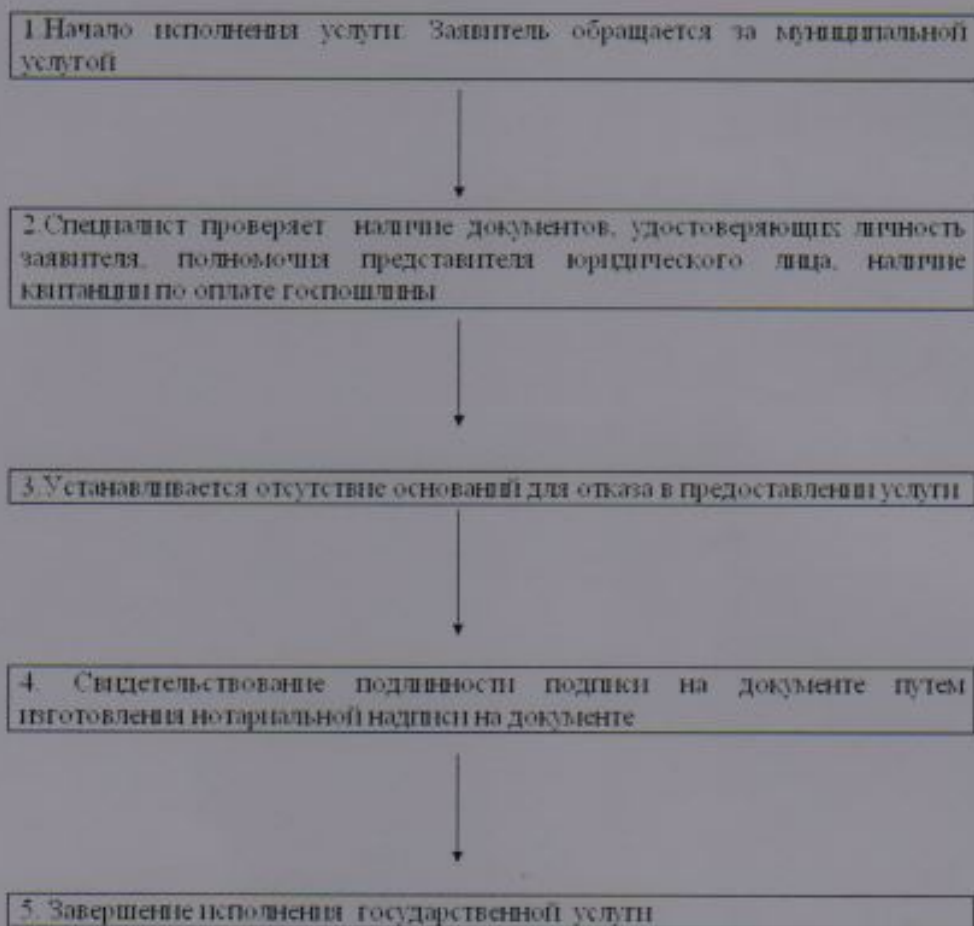 1.Начало исполнения услуги. Заявитель обращается за муниципальной
услугой
2.Специалист проверяет наличие документов, удостоверяющих личность
заявителя, полномочия представителя юридического лица, наличие
квитанции по оплате госпошлины
3.Устанавливается отсутствие оснований для отказа в предоставлении услуги
4. Свидетельствование подлинности подписи на документе путем
изготовления нотариальной надписи на документе
5. Завершение исполнения государственной услуги